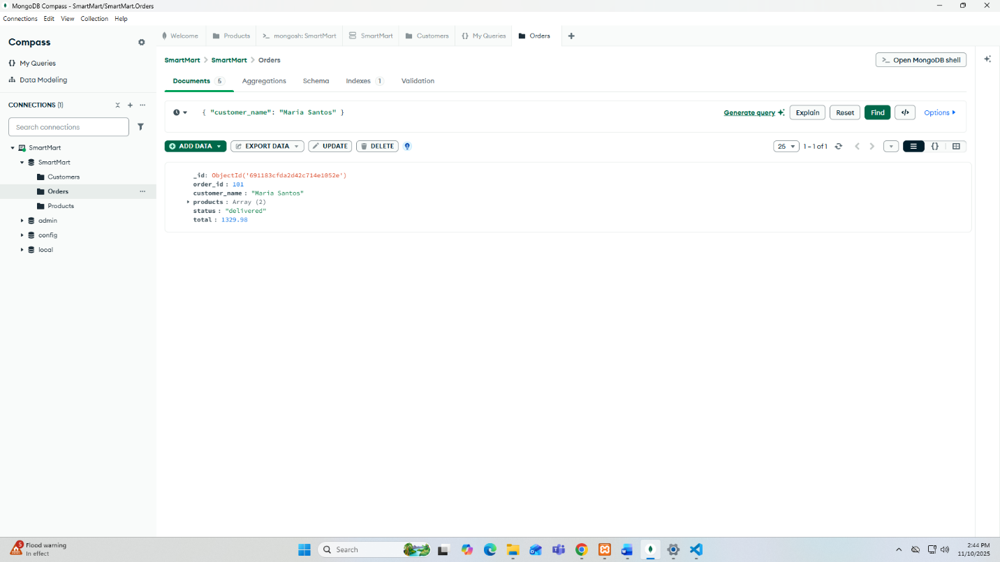 MongoDB Compass - SmartMart/SmartMart.Orders
Connections Edit View Collection Help
Compass
My Queries
Data Modeling
CONNECTIONS (1)
Search connections
SmartMart
SmartMart
Customers
Orders
Products
admin
config
local
Welcome Products >_ mongosh: SmartMart SmartMart Customers {} My Queries Orders
SmartMart > SmartMart > Orders
>_ Open MongoDB shell
Documents 5 Aggregations Schema Indexes 1 Validation
{ "customer_name": "Maria Santos" }
Generate query Explain Reset Find </> Options
ADD DATA EXPORT DATA UPDATE DELETE
25 1 – 1 of 1 {}
_id: ObjectId('691183cfda2d42c714e1052e')
order_id : 101
customer_name : "Maria Santos"
products : Array (2)
status : "delivered"
total : 1329.98
5 Flood warning
In effect
Search
2:44 PM
11/10/2025